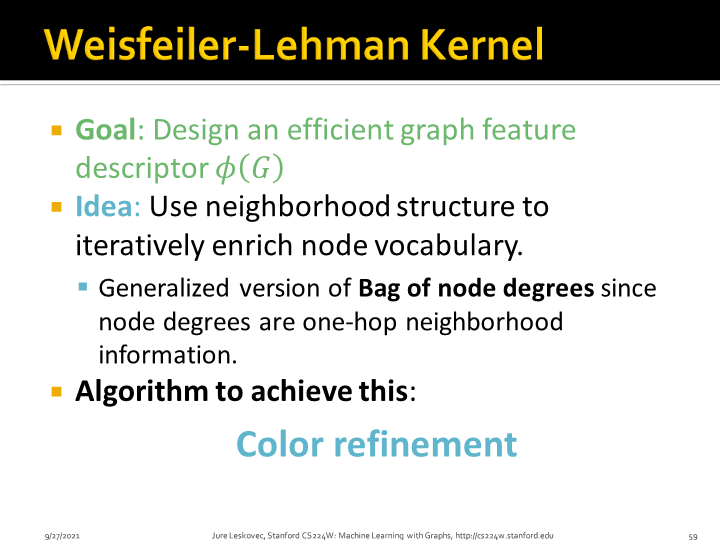 Weisfeiler-Lehman Kernel
Goal: Design an efficient graph feature
descriptor 𝜙(𝐺)
Idea: Use neighborhood structure to
iteratively enrich node vocabulary.
Generalized version of Bag of node degrees since
node degrees are one-hop neighborhood
information.
Algorithm to achieve this:
Color refinement
9/27/2021 Jure Leskovec, Stanford CS224W: Machine Learning with Graphs, http://cs224w.stanford.edu 59